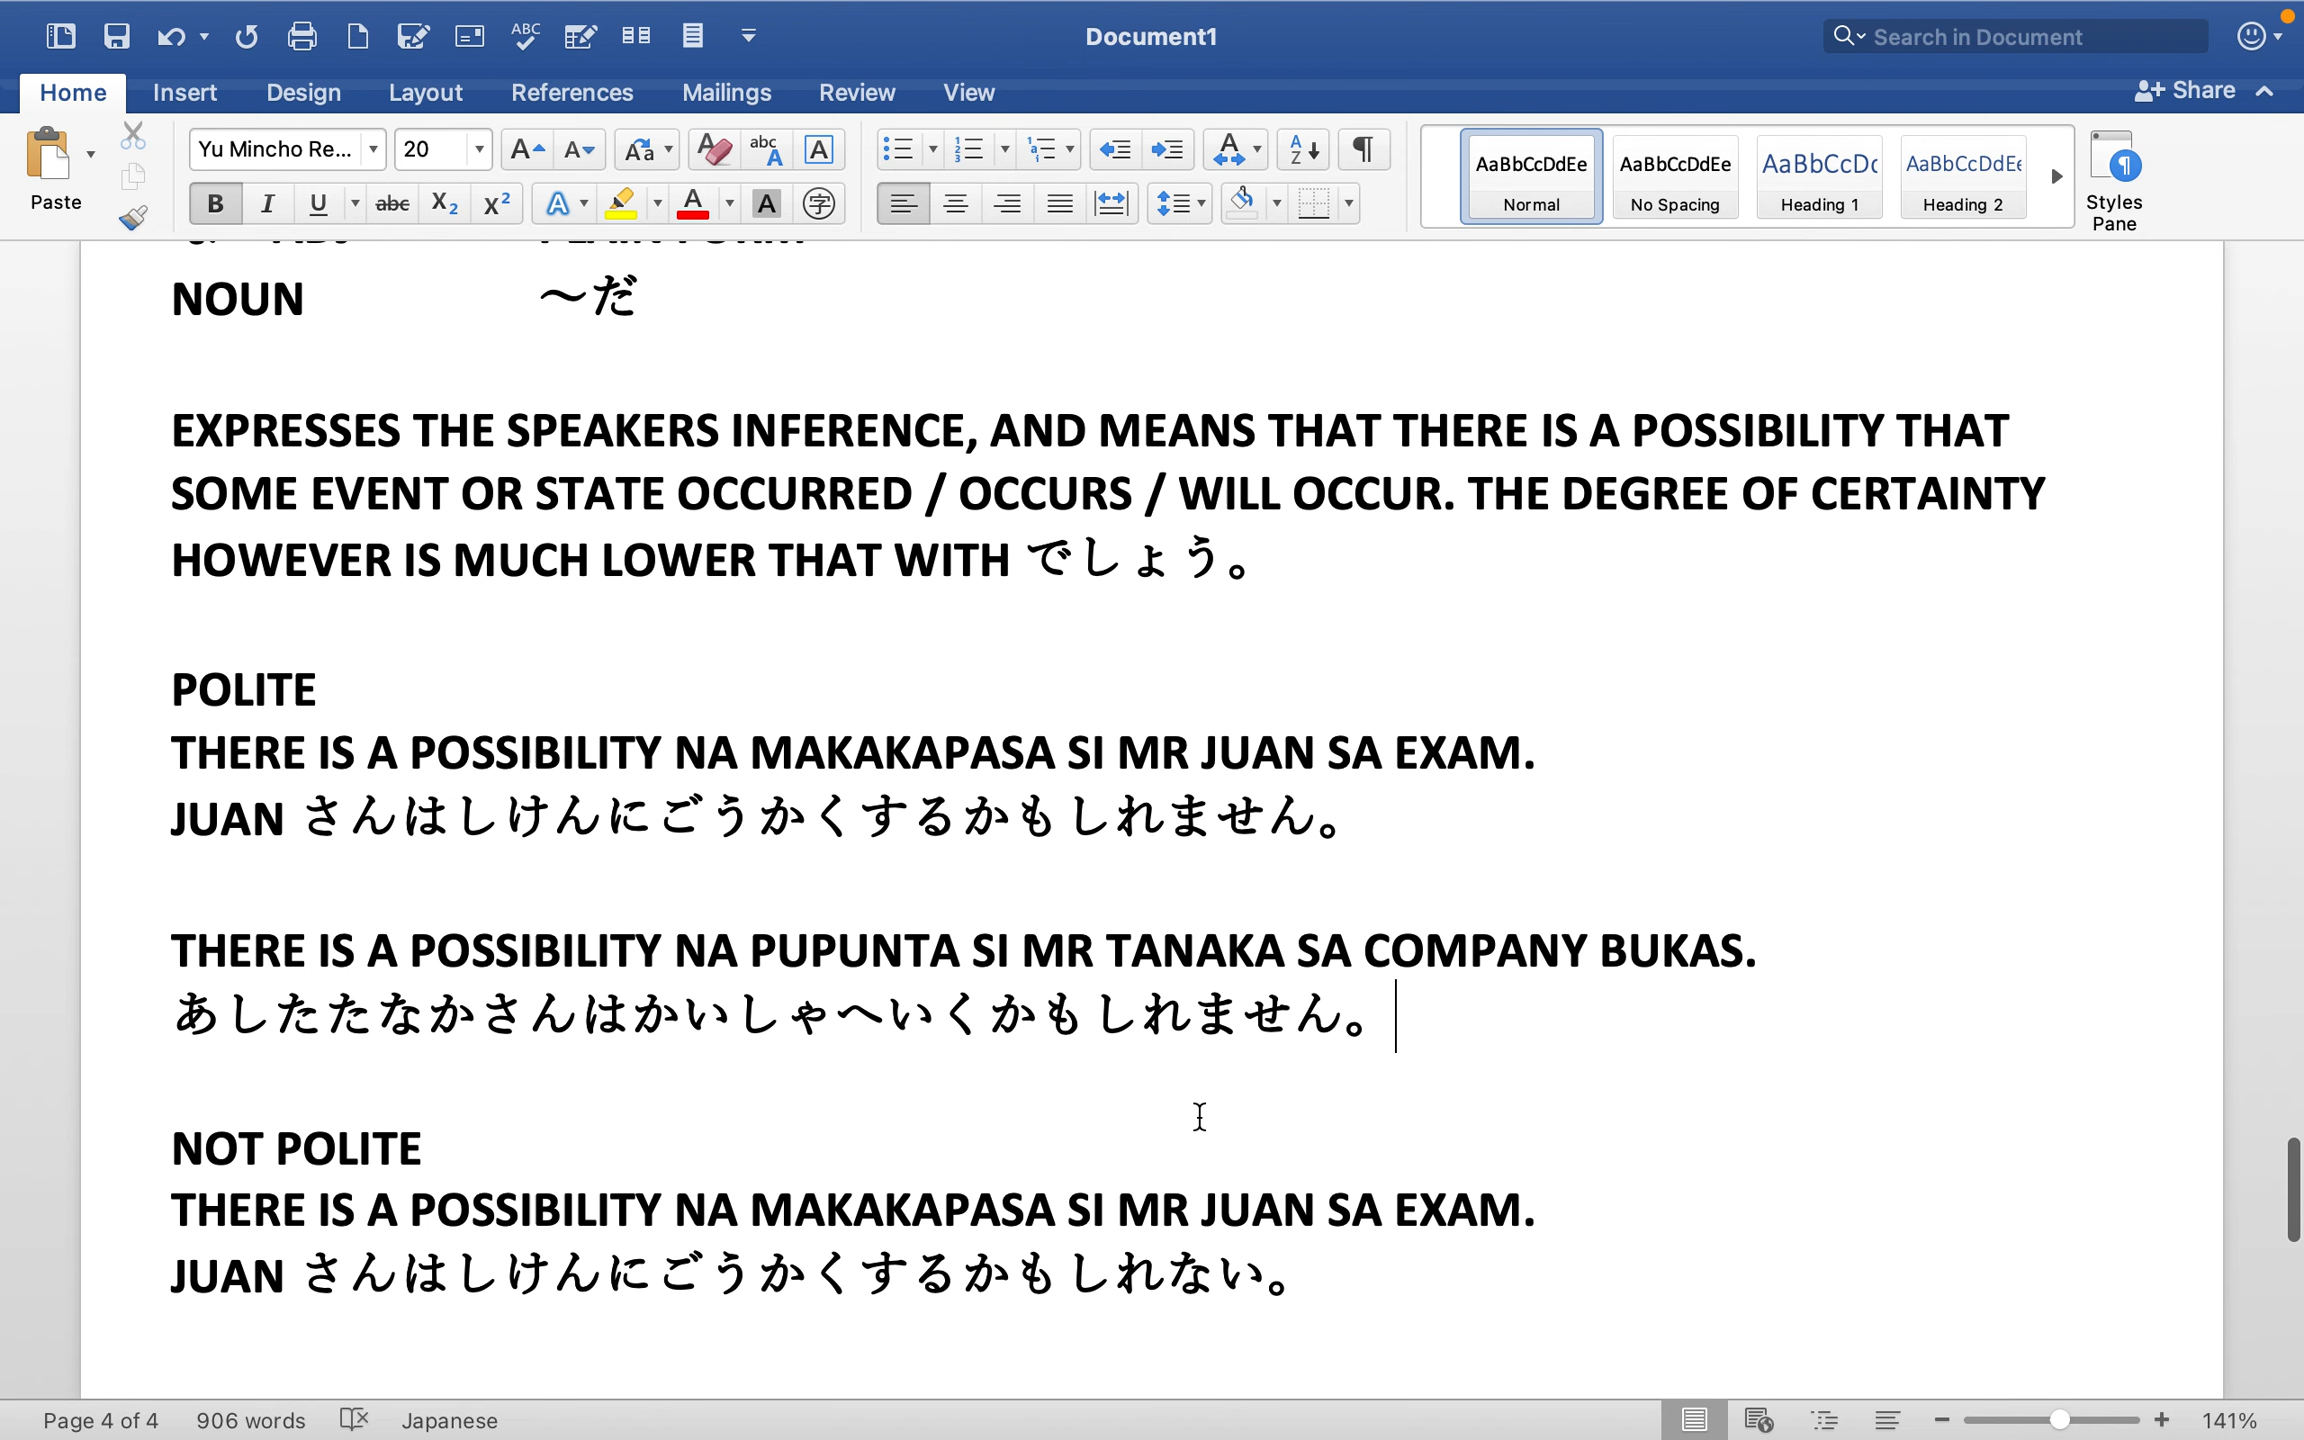 Document1
Search in Document
Home Insert Design Layout References Mailings Review View
Share
Paste
Yu Mincho Re...
20
AaBbCcDdEe
Normal
AaBbCcDdEe
No Spacing
Heading 1
Heading 2
Styles
Pane
NOUN ～だ
EXPRESSES THE SPEAKERS INFERENCE, AND MEANS THAT THERE IS A POSSIBILITY THAT
SOME EVENT OR STATE OCCURRED / OCCURS / WILL OCCUR. THE DEGREE OF CERTAINTY
HOWEVER IS MUCH LOWER THAT WITH でしょう。
POLITE
THERE IS A POSSIBILITY NA MAKAKAPASA SI MR JUAN SA EXAM.
JUAN さんはしけんにごうかくするかもしれません。
THERE IS A POSSIBILITY NA PUPUNTA SI MR TANAKA SA COMPANY BUKAS.
あしたたなかさんはかいしゃへいくかもしれません。
NOT POLITE
THERE IS A POSSIBILITY NA MAKAKAPASA SI MR JUAN SA EXAM.
JUAN さんはしけんにごうかくするかもしれない。
Page 4 of 4
906 words
Japanese
141%